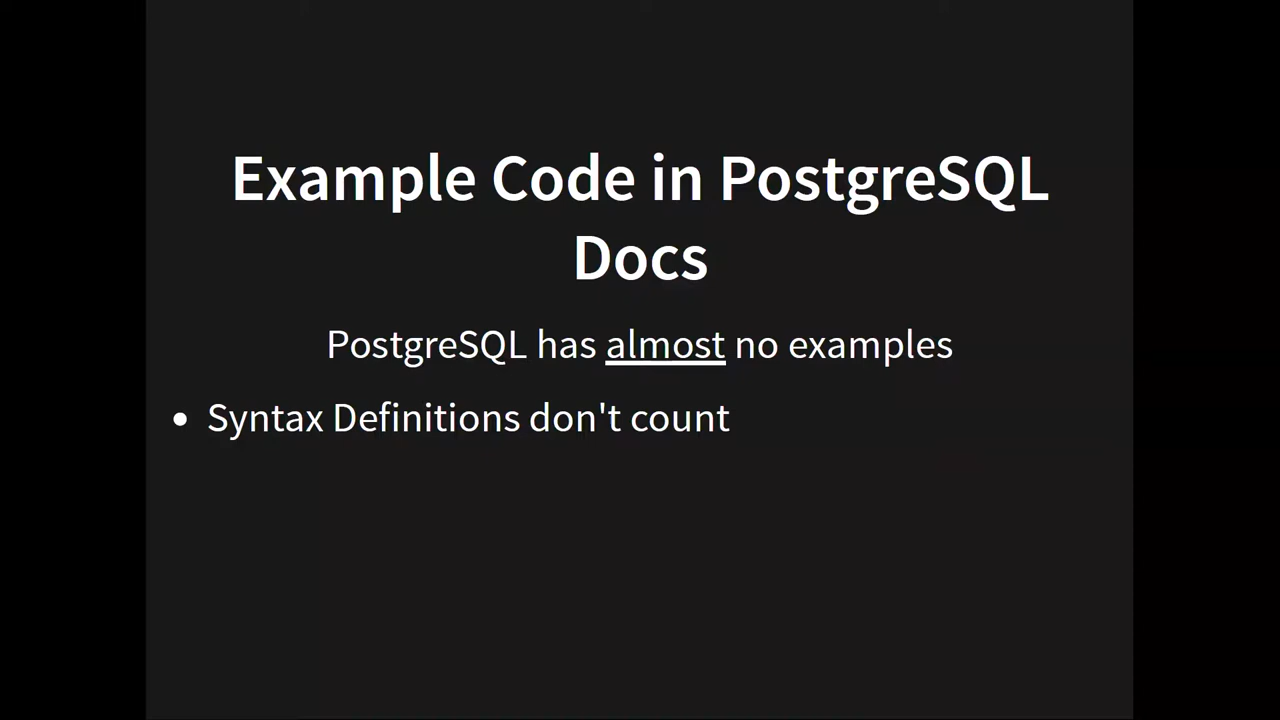 Example Code in PostgreSQL
Docs
PostgreSQL has almost no examples
• Syntax Definitions don't count